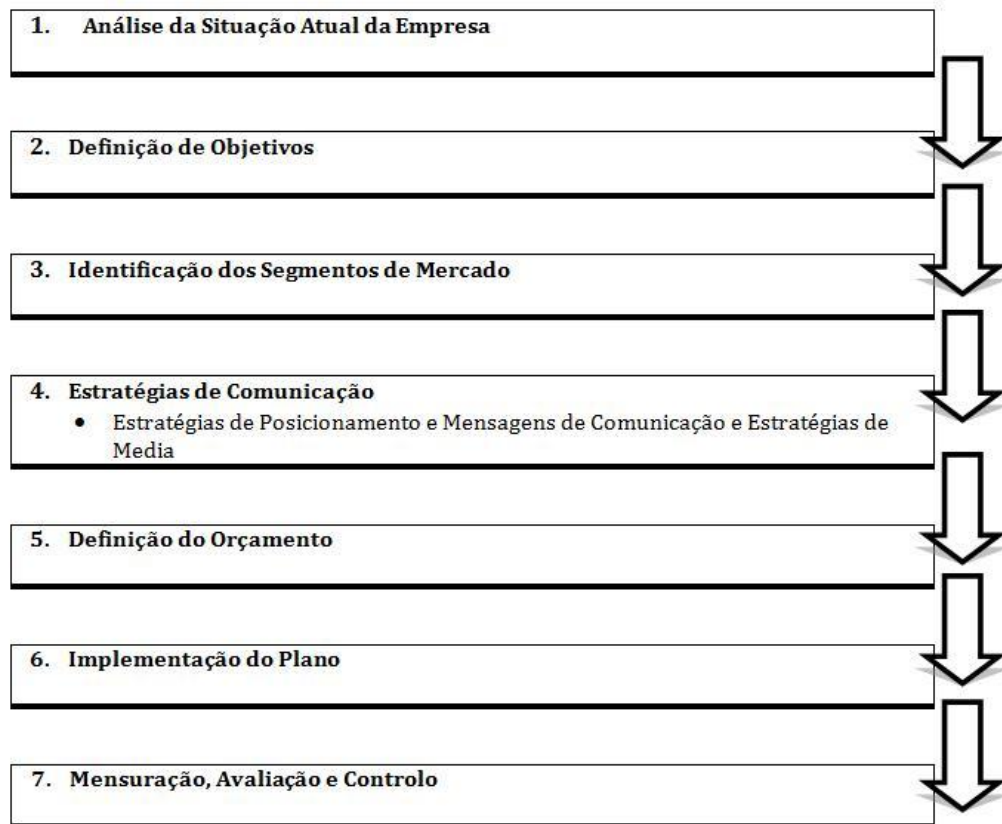 1. Análise da Situação Atual da Empresa
2. Definição de Objetivos
3. Identificação dos Segmentos de Mercado
4. Estratégias de Comunicação
• Estratégias de Posicionamento e Mensagens de Comunicação e Estratégias de
Media
5. Definição do Orçamento
6. Implementação do Plano
7. Mensuração, Avaliação e Controlo